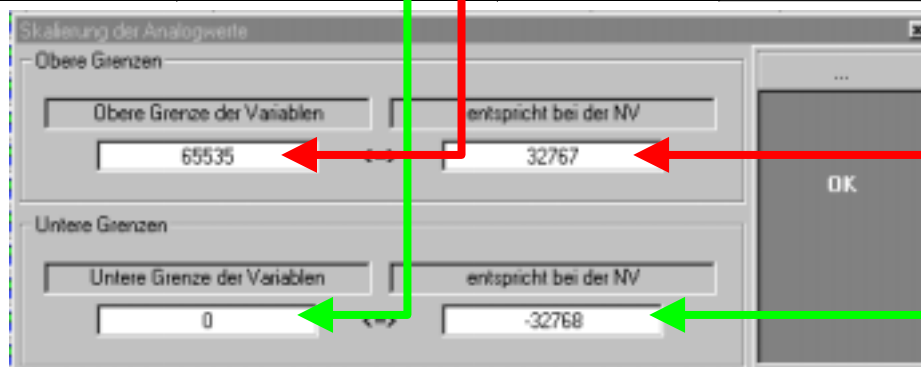 Skalierung der Analogwerte
Obere Grenzen
...
Obere Grenze der Variablen entspricht bei der NV
65535 <=> 32767
OK
Untere Grenzen
Untere Grenze der Variablen entspricht bei der NV
0 <=> -32768